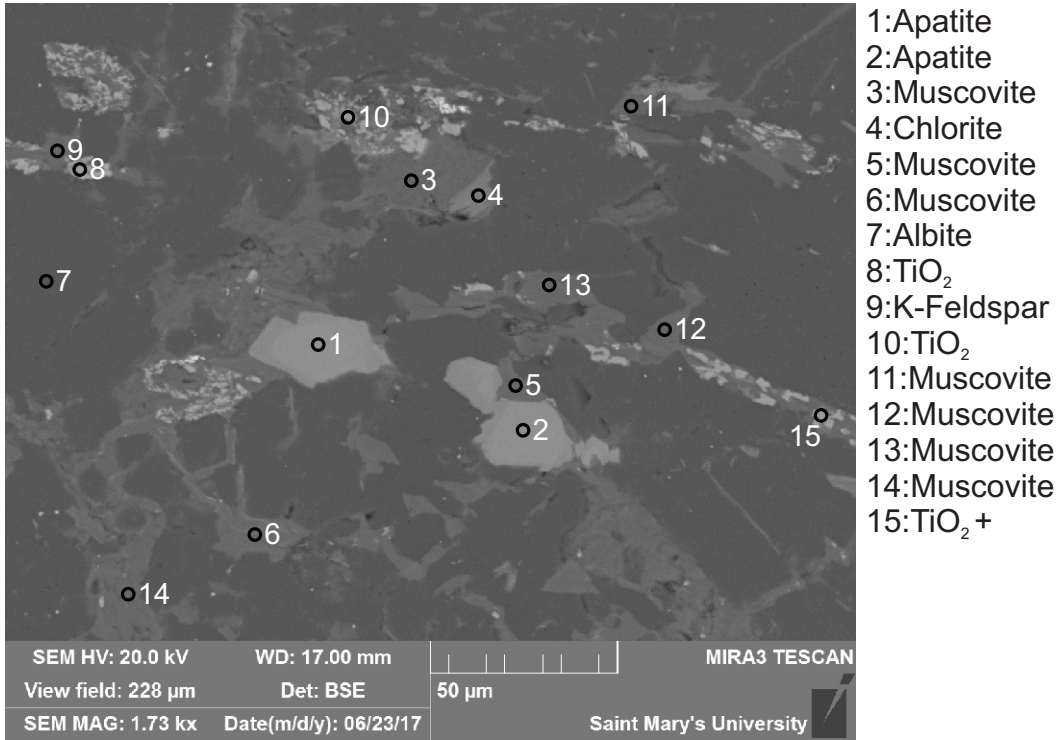 1:Apatite
2:Apatite
3:Muscovite
4:Chlorite
5:Muscovite
6:Muscovite
7:Albite
8:TiO₂
9:K-Feldspar
10:TiO₂
11:Muscovite
12:Muscovite
13:Muscovite
14:Muscovite
15:TiO₂ +
10
11
9
8
3
4
7
13
12
1
5
2
15
6
14
SEM HV: 20.0 kV WD: 17.00 mm MIRA3 TESCAN
View field: 228 µm Det: BSE 50 µm
SEM MAG: 1.73 kx Date(m/d/y): 06/23/17 Saint Mary's University